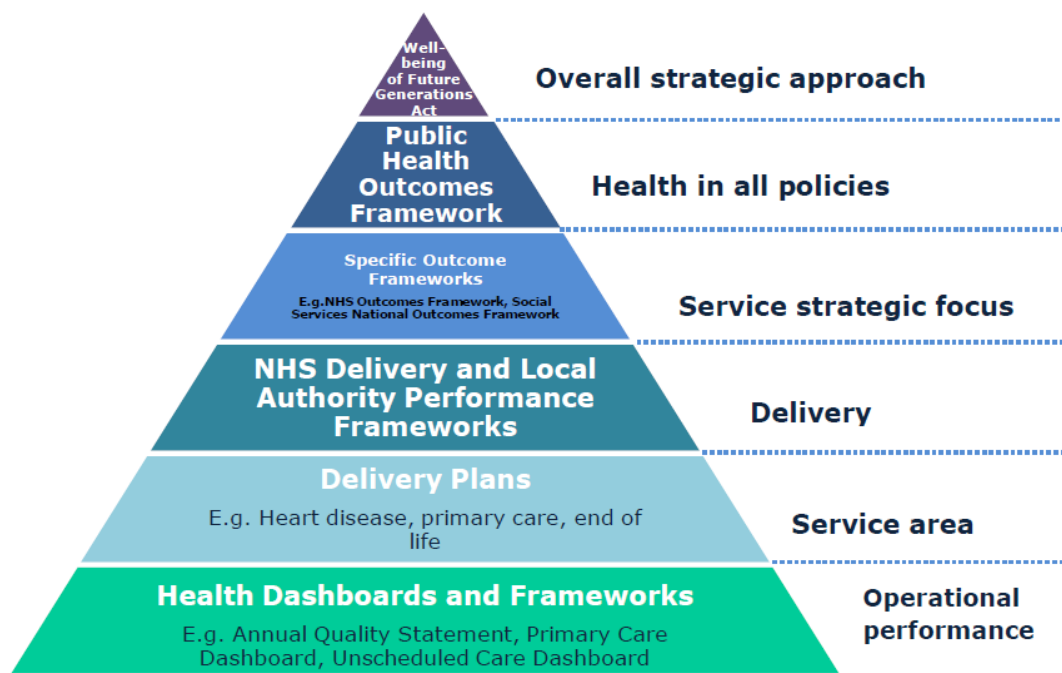 Well-
being
of Future
Generations
Act
Overall strategic approach
Public
Health
Outcomes
Framework
Health in all policies
Specific Outcome
Frameworks
E.g.NHS Outcomes Framework, Social
Services National Outcomes Framework
Service strategic focus
NHS Delivery and Local
Authority Performance
Frameworks
Delivery
Delivery Plans
E.g. Heart disease, primary care, end of
life
Service area
Health Dashboards and Frameworks
E.g. Annual Quality Statement, Primary Care
Dashboard, Unscheduled Care Dashboard
Operational
performance